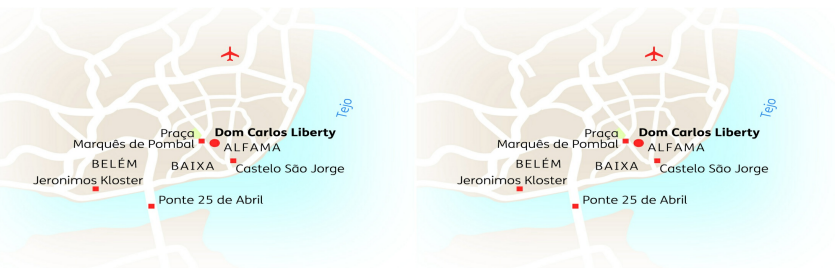 Tejo
Praça
Marquês de Pombal
Dom Carlos Liberty
ALFAMA
BELÉM
BAIXA
Castelo São Jorge
Jeronimos Kloster
Ponte 25 de Abril
Tejo
Praça
Marquês de Pombal
Dom Carlos Liberty
ALFAMA
BELÉM
BAIXA
Castelo São Jorge
Jeronimos Kloster
Ponte 25 de Abril